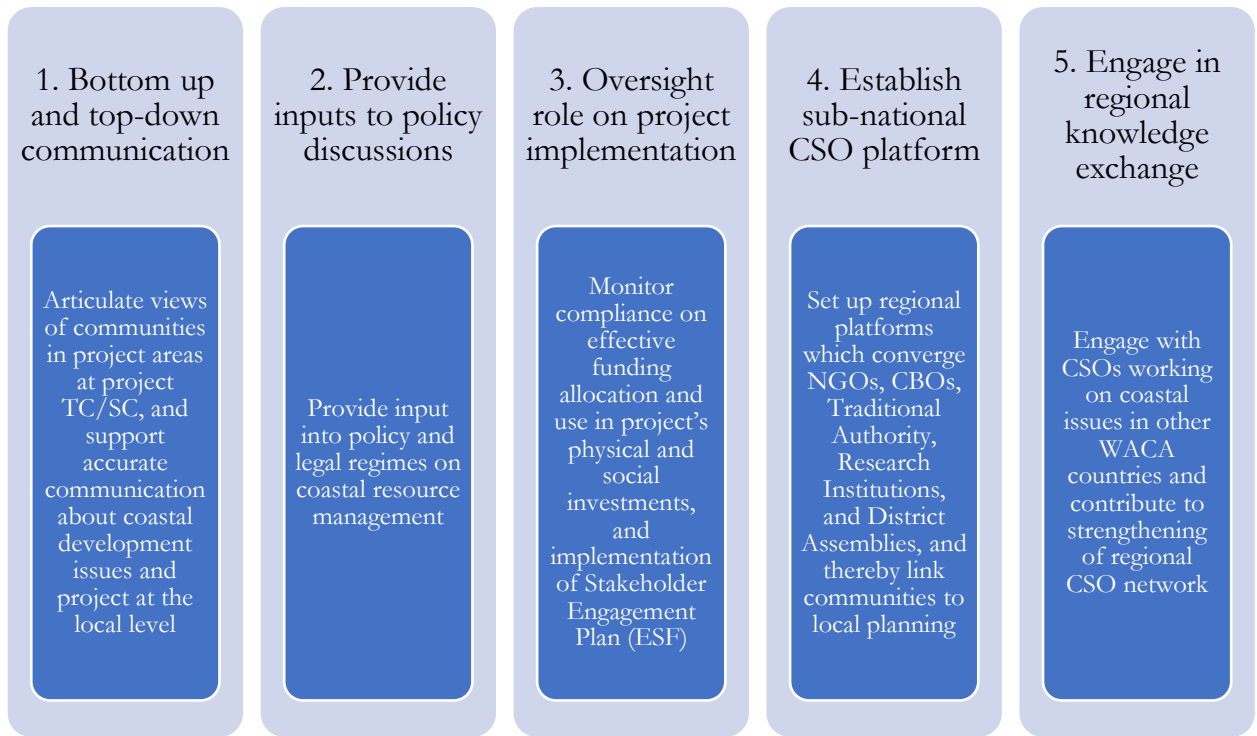 1. Bottom up
and top-down
communication
Articulate views
of communities
in project areas
at project
TC/SC, and
support
accurate
communication
about coastal
development
issues and
project at the
local level
2. Provide
inputs to policy
discussions
Provide input
into policy and
legal regimes on
coastal resource
management
3. Oversight
role on project
implementation
Monitor
compliance on
effective
funding
allocation and
use in project’s
physical and
social
investments,
and
implementation
of Stakeholder
Engagement
Plan (ESF)
4. Establish
sub-national
CSO platform
Set up regional
platforms
which converge
NGOs, CBOs,
Traditional
Authority,
Research
Institutions,
and District
Assemblies, and
thereby link
communities to
local planning
5. Engage in
regional
knowledge
exchange
Engage with
CSOs working
on coastal
issues in other
WACA
countries and
contribute to
strengthening
of regional
CSO network